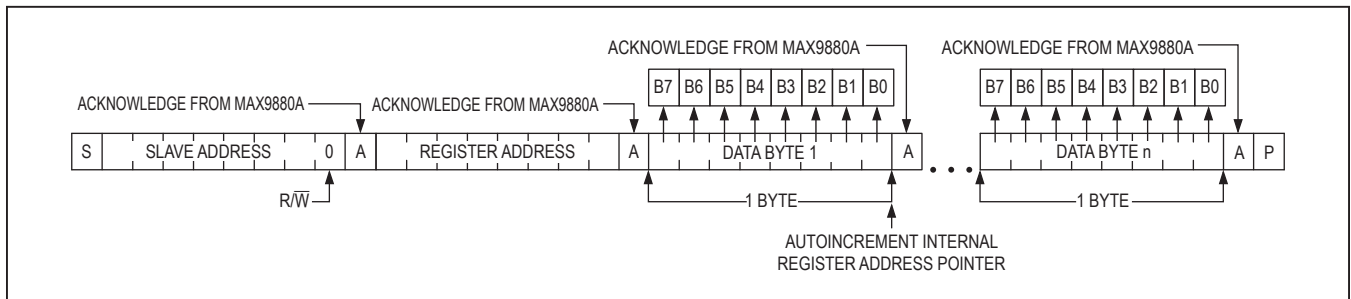 ACKNOWLEDGE FROM MAX9880A
ACKNOWLEDGE FROM MAX9880A
B7 B6 B5 B4 B3 B2 B1 B0
B7 B6 B5 B4 B3 B2 B1 B0
ACKNOWLEDGE FROM MAX9880A
ACKNOWLEDGE FROM MAX9880A
S SLAVE ADDRESS 0 A REGISTER ADDRESS A DATA BYTE 1 A • • • DATA BYTE n A P
R/W̅
1 BYTE
1 BYTE
AUTOINCREMENT INTERNAL
REGISTER ADDRESS POINTER